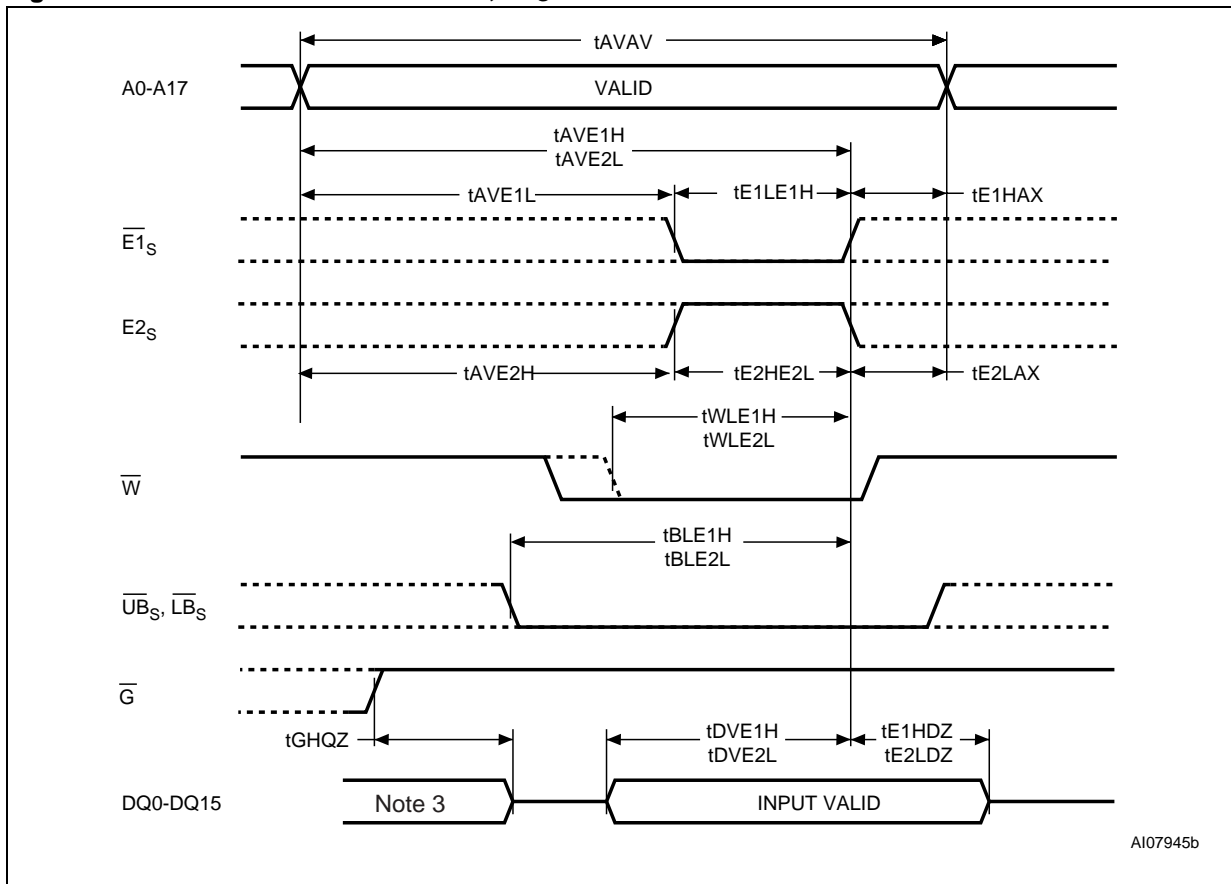 tAVAV
A0-A17
VALID
tAVE1H
tAVE2L
tAVE1L
tE1LE1H
tE1HAX
E1S
E2S
tAVE2H
tE2HE2L
tE2LAX
tWLE1H
tWLE2L
W
tBLE1H
tBLE2L
UBS, LBS
G
tGHQZ
tDVE1H
tDVE2L
tE1HDZ
tE2LDZ
DQ0-DQ15
Note 3
INPUT VALID
AI07945b